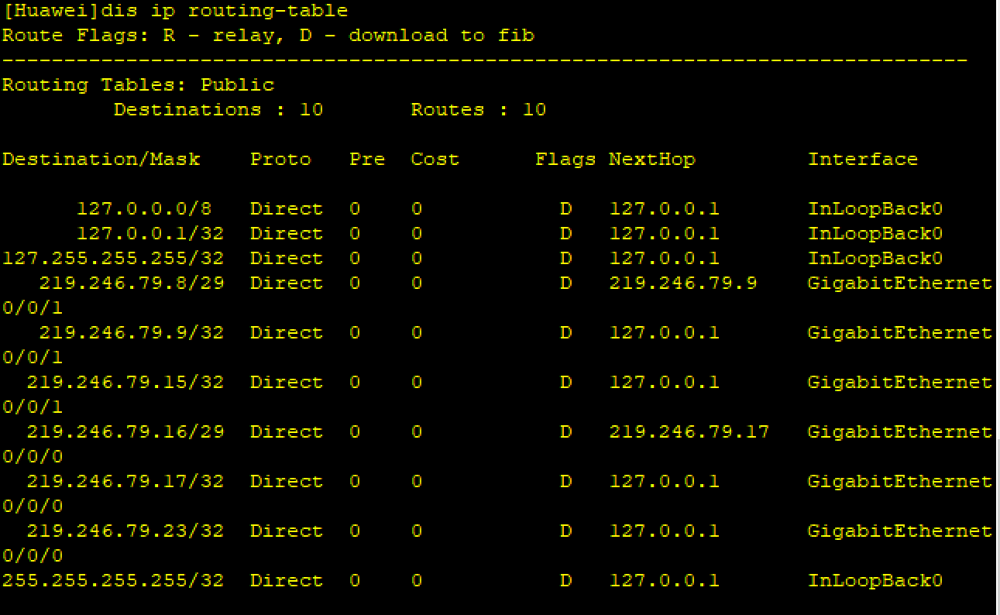 [Huawei]dis ip routing-table
Route Flags: R - relay, D - download to fib
------------------------------------------------------------------------------
Routing Tables: Public
         Destinations : 10       Routes : 10

Destination/Mask    Proto   Pre  Cost      Flags NextHop         Interface

      127.0.0.0/8   Direct  0    0           D   127.0.0.1       InLoopBack0
      127.0.0.1/32  Direct  0    0           D   127.0.0.1       InLoopBack0
127.255.255.255/32  Direct  0    0           D   127.0.0.1       InLoopBack0
   219.246.79.8/29  Direct  0    0           D   219.246.79.9    GigabitEthernet
0/0/1
   219.246.79.9/32  Direct  0    0           D   127.0.0.1       GigabitEthernet
0/0/1
  219.246.79.15/32  Direct  0    0           D   127.0.0.1       GigabitEthernet
0/0/1
  219.246.79.16/29  Direct  0    0           D   219.246.79.17   GigabitEthernet
0/0/0
  219.246.79.17/32  Direct  0    0           D   127.0.0.1       GigabitEthernet
0/0/0
  219.246.79.23/32  Direct  0    0           D   127.0.0.1       GigabitEthernet
0/0/0
255.255.255.255/32  Direct  0    0           D   127.0.0.1       InLoopBack0